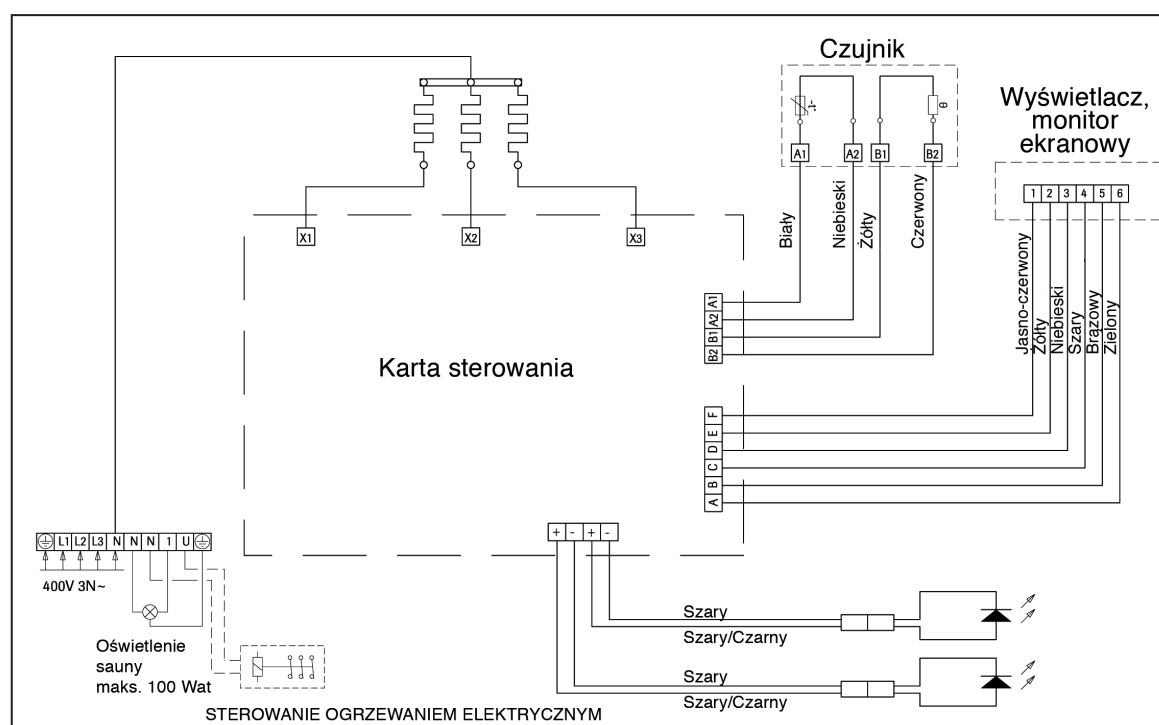 Czujnik
Wyświetlacz,
monitor
ekranowy
A1 A2 B1 B2
1 2 3 4 5 6
X1 X2 X3
Biały
Niebieski
Żółty
Czerwony
Jasno-czerwony
Żółty
Niebieski
Szary
Brązowy
Zielony
A1
A2
B1
B2
Karta sterowania
F
E
D
C
B
A
+ - + -
L1 L2 L3 N N N 1 U
400V 3N~
Oświetlenie
sauny
maks. 100 Wat
Szary
Szary/Czarny
Szary
Szary/Czarny
STEROWANIE OGRZEWANIEM ELEKTRYCZNYM
θ